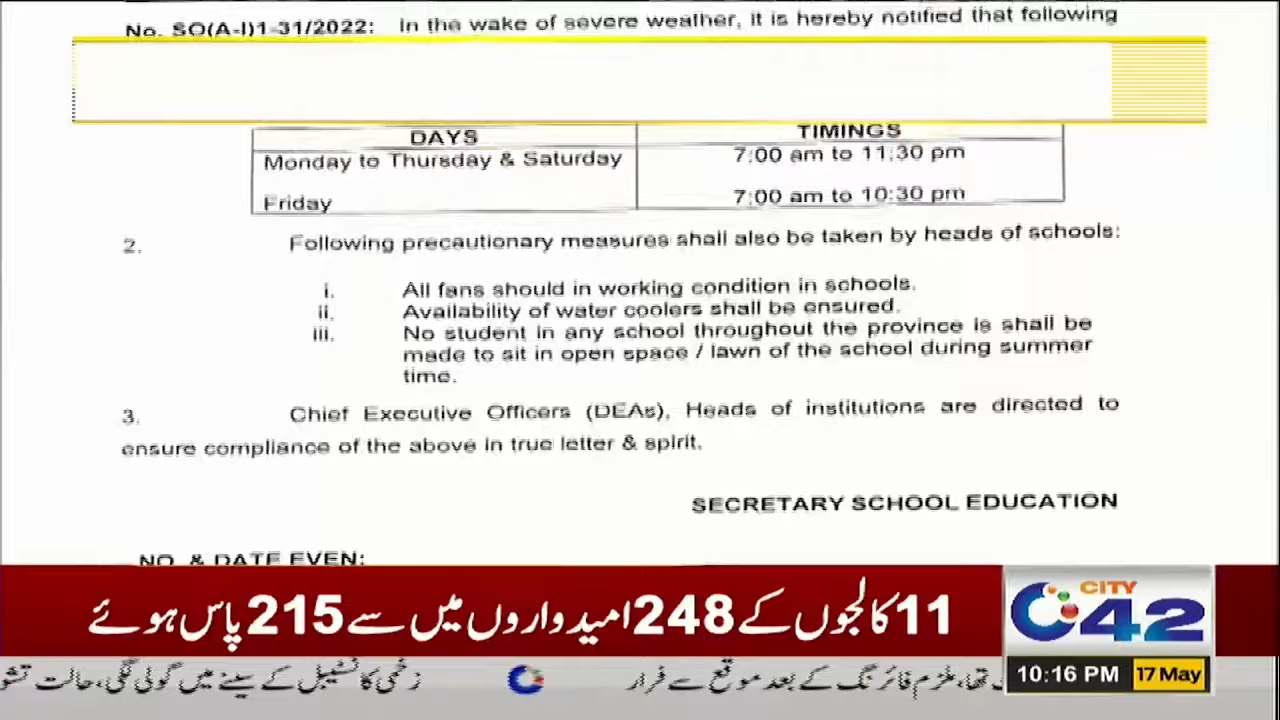 No. SO(A-I)1-31/2022: In the wake of severe weather, it is hereby notified that following
DAYS TIMINGS
Monday to Thursday & Saturday 7:00 am to 11:30 pm
Friday 7:00 am to 10:30 pm
2. Following precautionary measures shall also be taken by heads of schools:
i. All fans should in working condition in schools.
ii. Availability of water coolers shall be ensured.
iii. No student in any school throughout the province is shall be
made to sit in open space / lawn of the school during summer
time.
3. Chief Executive Officers (DEAs), Heads of institutions are directed to
ensure compliance of the above in true letter & spirit.
SECRETARY SCHOOL EDUCATION
NO. & DATE EVEN:
11 کالجوں کے 248 امیدواروں میں سے 215 پاس ہوئے
CITY
42
تھا، ملزم فائرنگ کے بعد موقع سے فرار
زخمی کانسٹیبل کے سینے میں گولی لگی، حالت
10:16 PM 17 May